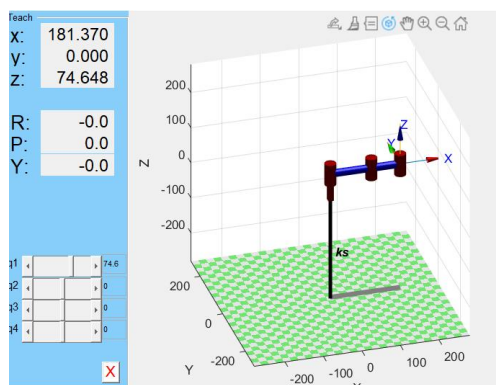 Teach
x: 181.370
y: 0.000
z: 74.648
R: -0.0
P: 0.0
Y: -0.0
q1 74.6
q2 0
q3 0
q4 0
X
200
100
0
-100
-200
Z
Z
Y
X
ks
200
0
-200
Y
-200 -100 0 100 200